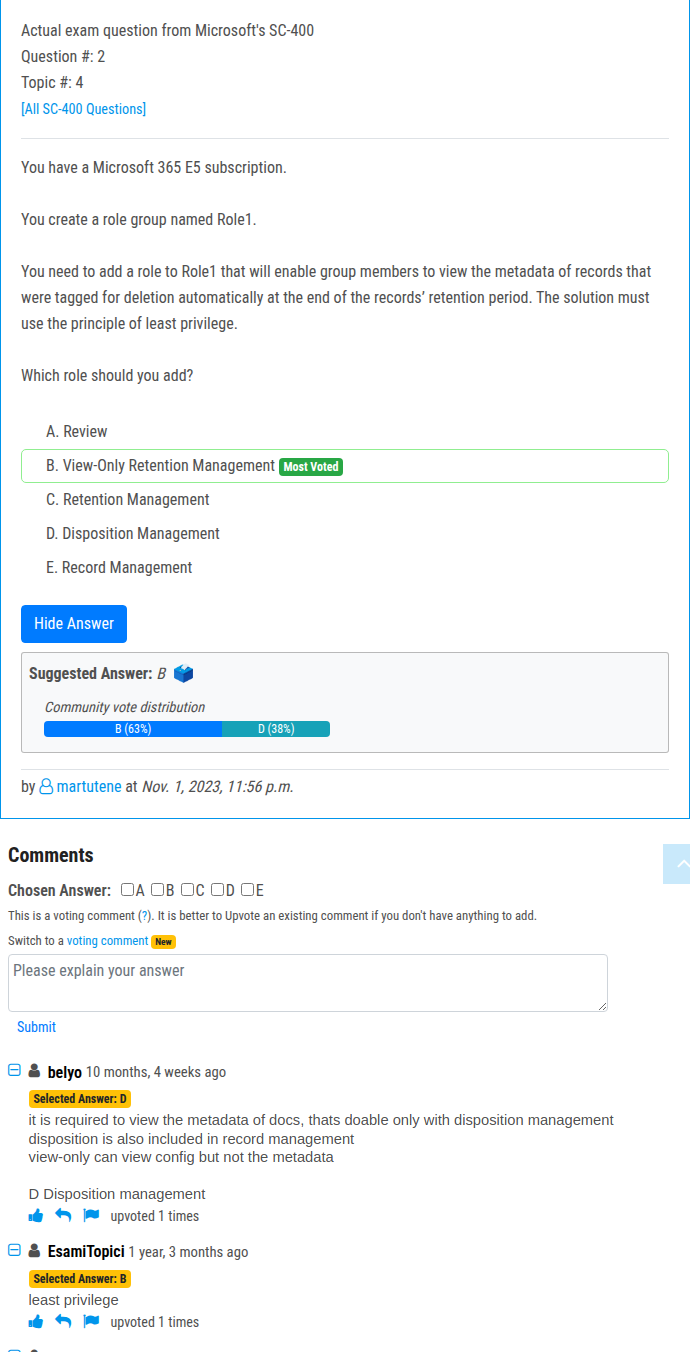 Actual exam question from Microsoft's SC-400
Question #: 2
Topic #: 4
[All SC-400 Questions]
You have a Microsoft 365 E5 subscription.
You create a role group named Role1.
You need to add a role to Role1 that will enable group members to view the metadata of records that
were tagged for deletion automatically at the end of the records’ retention period. The solution must
use the principle of least privilege.
Which role should you add?
A. Review
B. View-Only Retention Management Most Voted
C. Retention Management
D. Disposition Management
E. Record Management
Hide Answer
Suggested Answer: B
Community vote distribution
B (63%) D (38%)
by martutene at Nov. 1, 2023, 11:56 p.m.
Comments
Chosen Answer: A B C D E
This is a voting comment (?). It is better to Upvote an existing comment if you don't have anything to add.
Switch to a voting comment New
Please explain your answer
Submit
belyo 10 months, 4 weeks ago
Selected Answer: D
it is required to view the metadata of docs, thats doable only with disposition management
disposition is also included in record management
view-only can view config but not the metadata
D Disposition management
upvoted 1 times
EsamiTopici 1 year, 3 months ago
Selected Answer: B
least privilege
upvoted 1 times